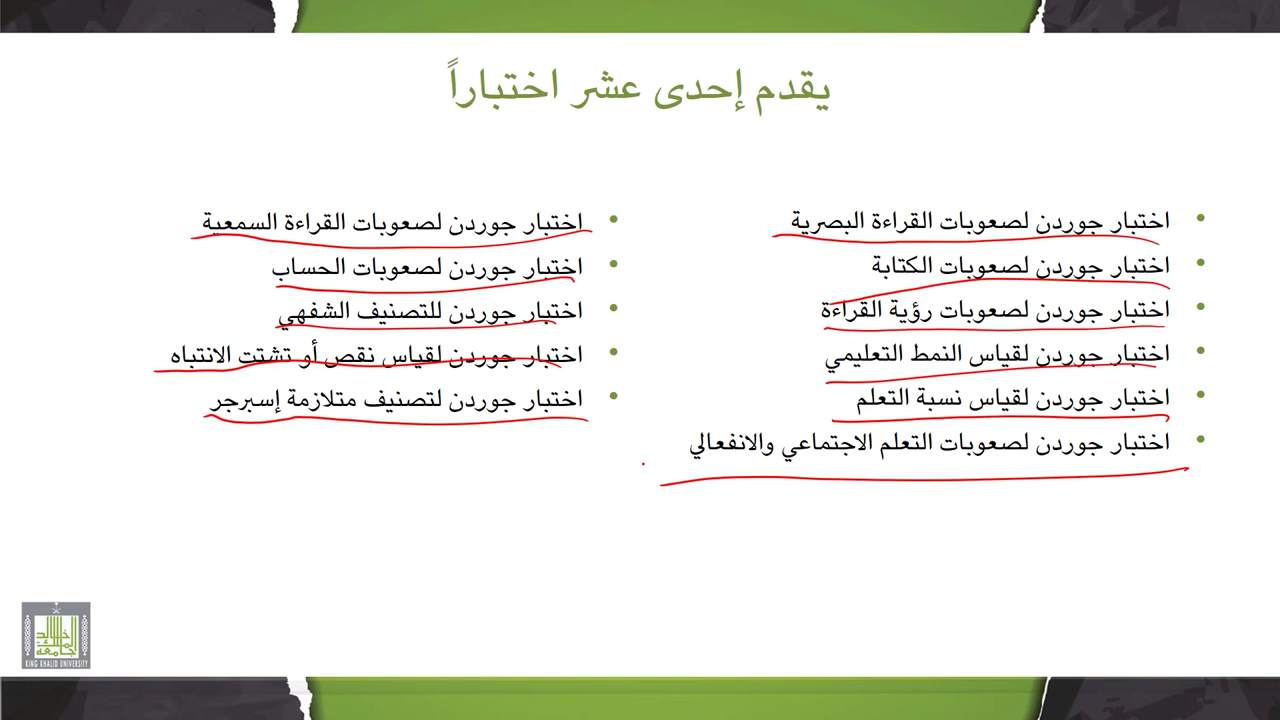 يقدم إحدى عشر اختباراً
اختبار جوردن لصعوبات القراءة البصرية
اختبار جوردن لصعوبات الكتابة
اختبار جوردن لصعوبات رؤية القراءة
اختبار جوردن لقياس النمط التعليمي
اختبار جوردن لقياس نسبة التعلم
اختبار جوردن لصعوبات التعلم الاجتماعي والانفعالي
اختبار جوردن لصعوبات القراءة السمعية
اختبار جوردن لصعوبات الحساب
اختبار جوردن للتصنيف الشفهي
اختبار جوردن لقياس نقص أو تشتت الانتباه
اختبار جوردن لتصنيف متلازمة إسبرجر
جامعة الملك خالد
KING KHALID UNIVERSITY